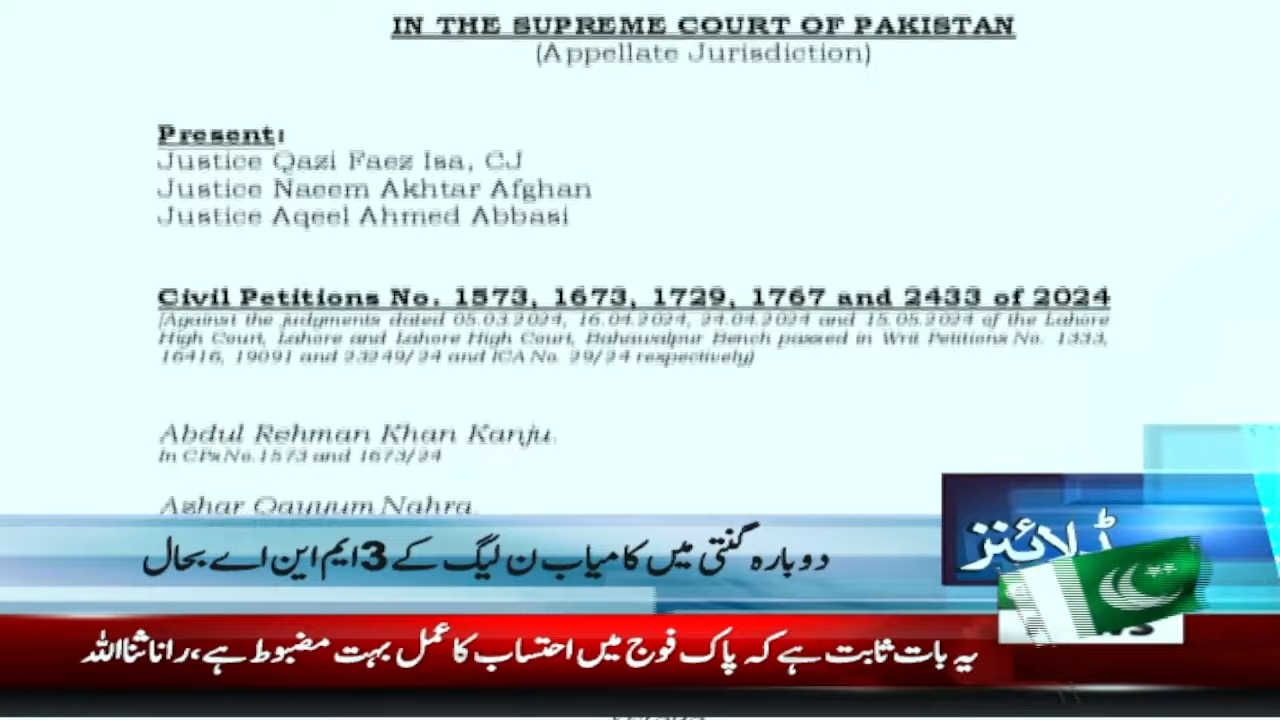 IN THE SUPREME COURT OF PAKISTAN
(Appellate Jurisdiction)
Present:
Justice Qazi Faez Isa, CJ
Justice Naeem Akhtar Afghan
Justice Aqeel Ahmed Abbasi
Civil Petitions No. 1573, 1673, 1729, 1767 and 2433 of 2024
(Against the judgments dated 05.03.2024, 16.04.2024, 24.04.2024 and 15.05.2024 of the Lahore
High Court, Lahore and Lahore High Court, Bahawalpur Bench passed in Writ Petitions No. 1333,
16416, 19091 and 23249/24 and ICA No. 29/24 respectively)
Abdul Rehman Khan Kanju.
In CPs No.1573 and 1673/24
Azhar Qayyum Nahra.
ڈلائنز
دوبارہ گنتی میں کامیاب ن لیگ کے 3 ایم این اے بحال
یہ بات ثابت ہے کہ پاک فوج میں احتساب کا عمل بہت مضبوط ہے، رانا ثنااللہ